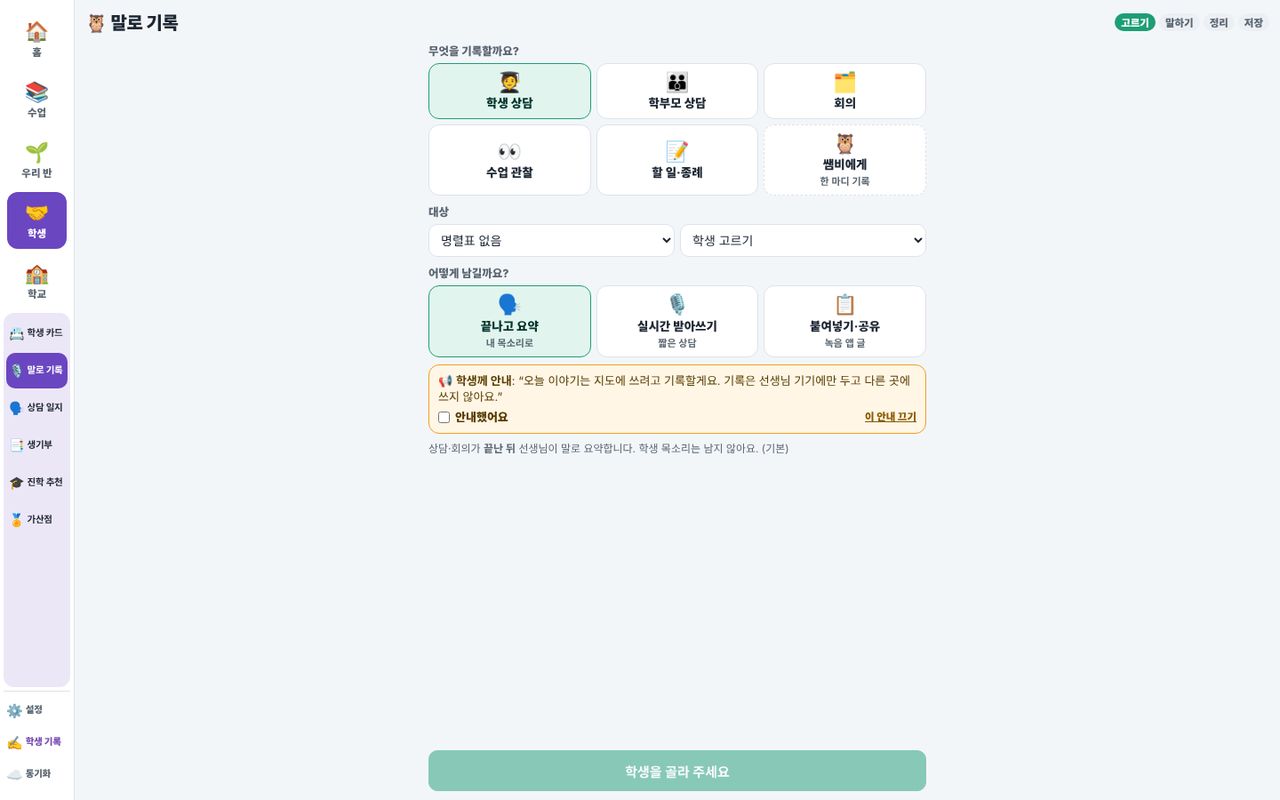 홈
수업
우리 반
학생
학교
학생 카드
말로 기록
상담 일지
생기부
진학 추천
가산점
설정
학생 기록
동기화
말로 기록
고르기 말하기 정리 저장
무엇을 기록할까요?
학생 상담
학부모 상담
회의
수업 관찰
할 일·종례
쌤비에게
한 마디 기록
대상
명렬표 없음
학생 고르기
어떻게 남길까요?
끝나고 요약
내 목소리로
실시간 받아쓰기
짧은 상담
붙여넣기·공유
녹음 앱 글
학생께 안내: “오늘 이야기는 지도에 쓰려고 기록할게요. 기록은 선생님 기기에만 두고 다른 곳에
쓰지 않아요.”
안내했어요
이 안내 끄기
상담·회의가 끝난 뒤 선생님이 말로 요약합니다. 학생 목소리는 남지 않아요. (기본)
학생을 골라 주세요